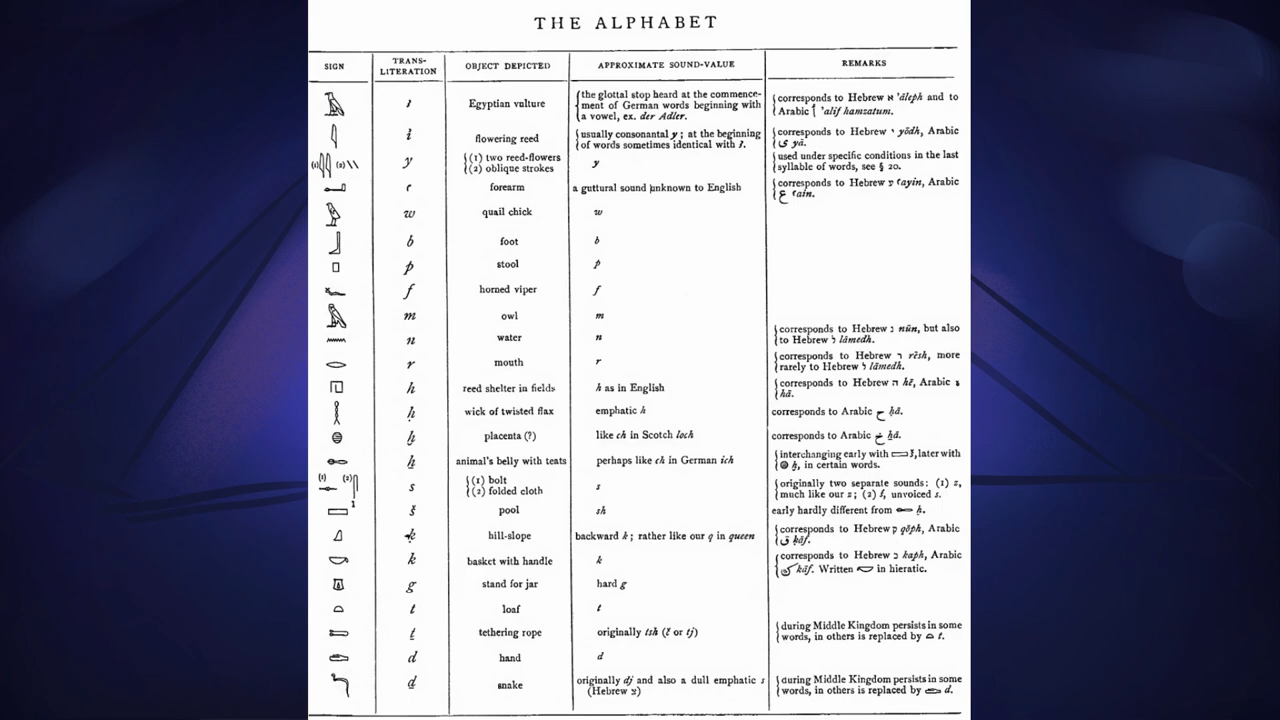 THE ALPHABET
SIGN TRANS-LITERATION OBJECT DEPICTED APPROXIMATE SOUND-VALUE REMARKS
ꜣ Egyptian vulture the glottal stop heard at the commence-
ment of German words beginning with
a vowel, ex. der Adler. corresponds to Hebrew א 'āleph and to
Arabic أ 'alif hamzatum.
ỉ flowering reed usually consonantal y; at the beginning
of words sometimes identical with ꜣ. corresponds to Hebrew י yōdh, Arabic
ى yā.
(1) (2) y (1) two reed-flowers
(2) oblique strokes y used under specific conditions in the last
syllable of words, see § 20.
ꜥ forearm a guttural sound unknown to English corresponds to Hebrew ע ꜥayin, Arabic
ع ꜥain.
w quail chick w
b foot b
p stool p
f horned viper f
m owl m
n water n corresponds to Hebrew נ nūn, but also
to Hebrew ל lāmedh.
r mouth r corresponds to Hebrew ר rēsh, more
rarely to Hebrew ל lāmedh.
h reed shelter in fields h as in English corresponds to Hebrew ה hē, Arabic ه
hā.
ḥ wick of twisted flax emphatic h corresponds to Arabic ح ḥā.
ḫ placenta (?) like ch in Scotch loch corresponds to Arabic خ ḫā.
ẖ animal's belly with teats perhaps like ch in German ich interchanging early with š, later with
ḫ, in certain words.
(1) (2) s (1) bolt
(2) folded cloth s originally two separate sounds: (1) z,
much like our z; (2) ś, unvoiced s.
1 š pool sh early hardly different from ẖ.
ḳ hill-slope backward k; rather like our q in queen corresponds to Hebrew ק qōph, Arabic
ق ḳāf.
k basket with handle k corresponds to Hebrew כ kaph, Arabic
ك kāf. Written in hieratic.
g stand for jar hard g
t loaf t
ṯ tethering rope originally tsh (č or tj) during Middle Kingdom persists in some
words, in others is replaced by t.
d hand d
ḏ snake originally dj and also a dull emphatic s
(Hebrew צ) during Middle Kingdom persists in some
words, in others is replaced by d.